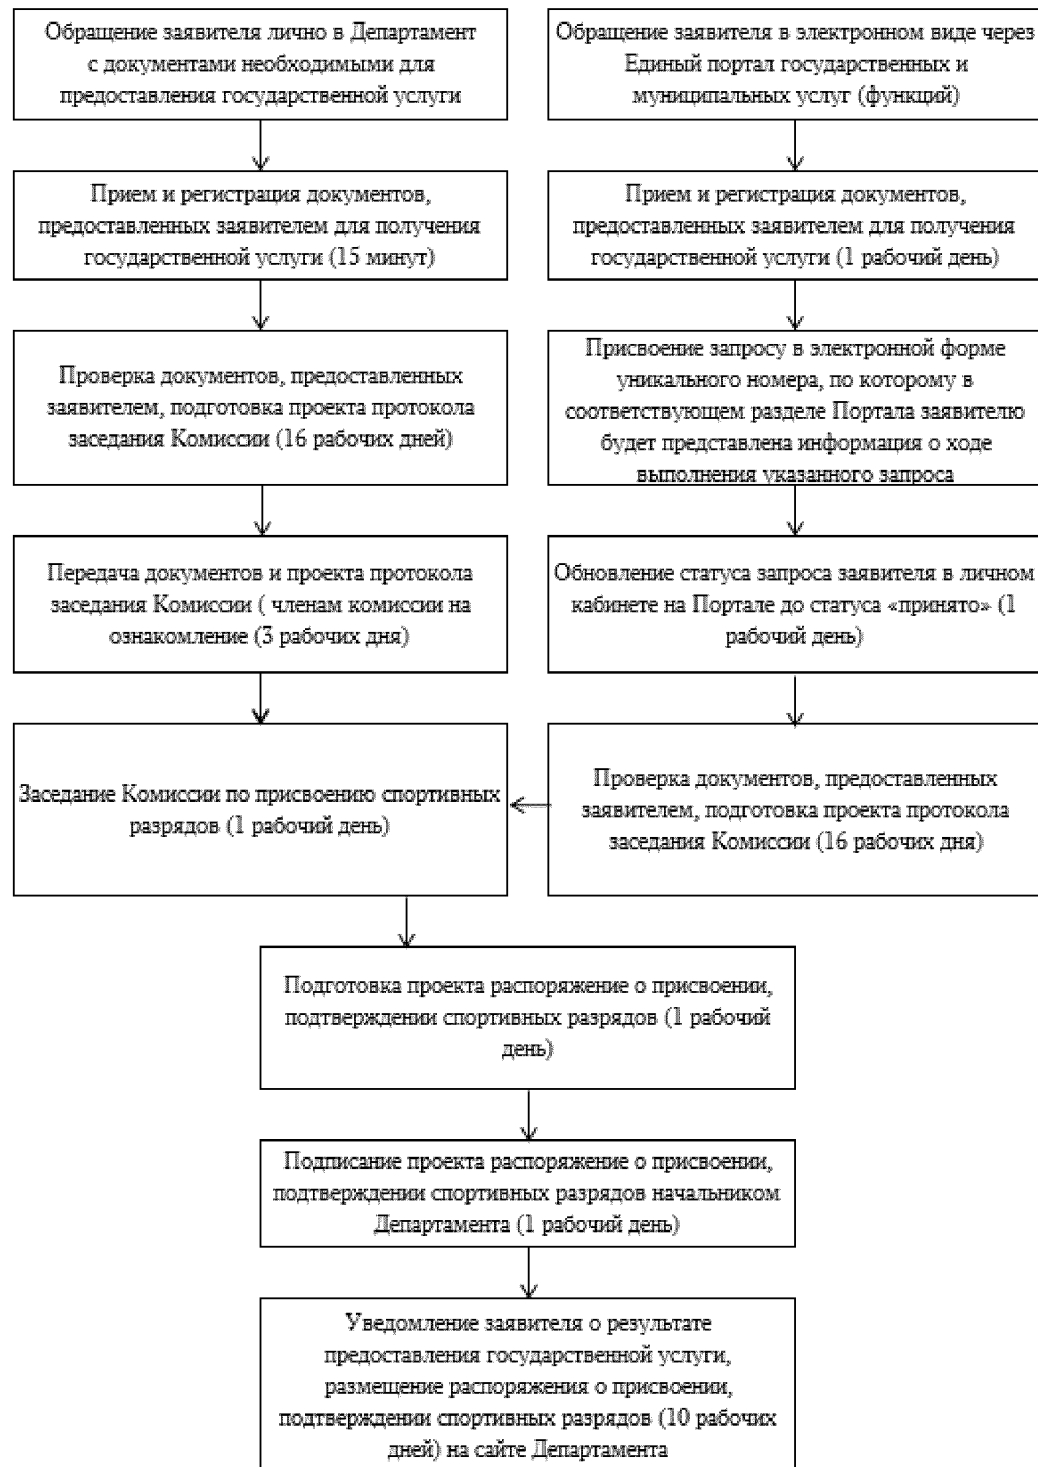 Обращение заявителя лично в Департамент
с документами необходимыми для
предоставления государственной услуги
Обращение заявителя в электронном виде через
Единый портал государственных и
муниципальных услуг (функций)
Прием и регистрация документов,
предоставленных заявителем для получения
государственной услуги (15 минут)
Прием и регистрация документов,
предоставленных заявителем для получения
государственной услуги (1 рабочий день)
Проверка документов, предоставленных
заявителем, подготовка проекта протокола
заседания Комиссии (16 рабочих дней)
Присвоение запросу в электронной форме
уникального номера, по которому в
соответствующем разделе Портала заявителю
будет представлена информация о ходе
выполнения указанного запроса
Передача документов и проекта протокола
заседания Комиссии ( членам комиссии на
ознакомление (3 рабочих дня)
Обновление статуса запроса заявителя в личном
кабинете на Портале до статуса «принято» (1
рабочий день)
Заседание Комиссии по присвоению спортивных
разрядов (1 рабочий день)
Проверка документов, предоставленных
заявителем, подготовка проекта протокола
заседания Комиссии (16 рабочих дня)
Подготовка проекта распоряжение о присвоении,
подтверждении спортивных разрядов (1 рабочий
день)
Подписание проекта распоряжение о присвоении,
подтверждении спортивных разрядов начальником
Департамента (1 рабочий день)
Уведомление заявителя о результате
предоставления государственной услуги,
размещение распоряжения о присвоении,
подтверждении спортивных разрядов (10 рабочих
дней) на сайте Департамента